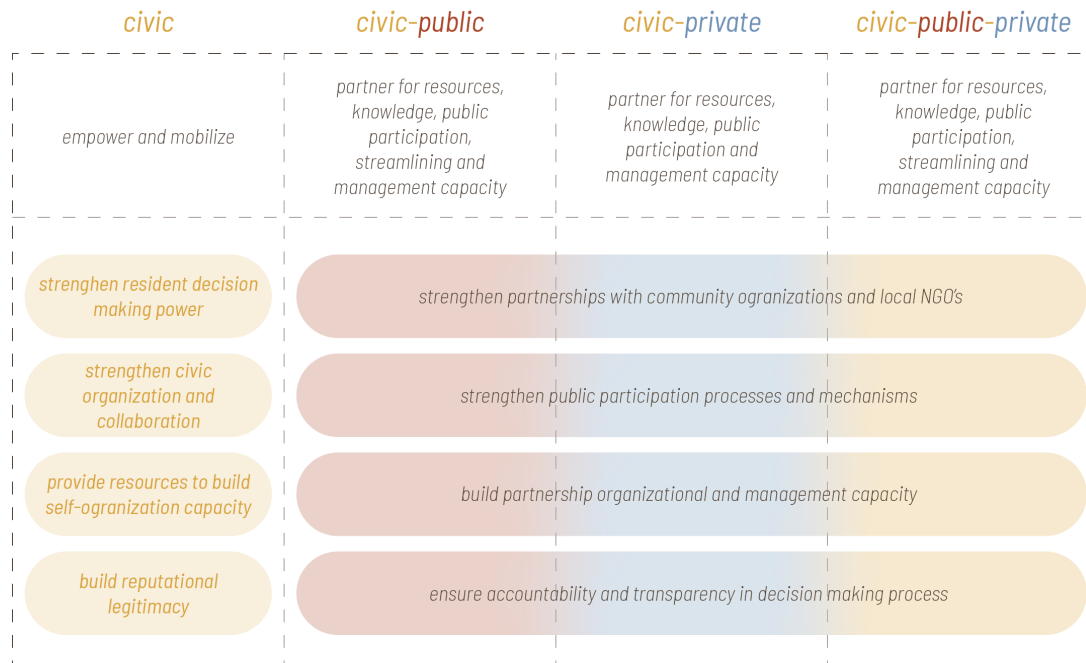 civic
civic-public
civic-private
civic-public-private
empower and mobilize
partner for resources,
knowledge, public
participation,
streamlining and
management capacity
partner for resources,
knowledge, public
participation and
management capacity
partner for resources,
knowledge, public
participation,
streamlining and
management capacity
strenghen resident decision
making power
strengthen partnerships with community ogranizations and local NGO's
strengthen civic
organization and
collaboration
strengthen public participation processes and mechanisms
provide resources to build
self-ogranization capacity
build partnership organizational and management capacity
build reputational
legitimacy
ensure accountability and transparency in decision making process